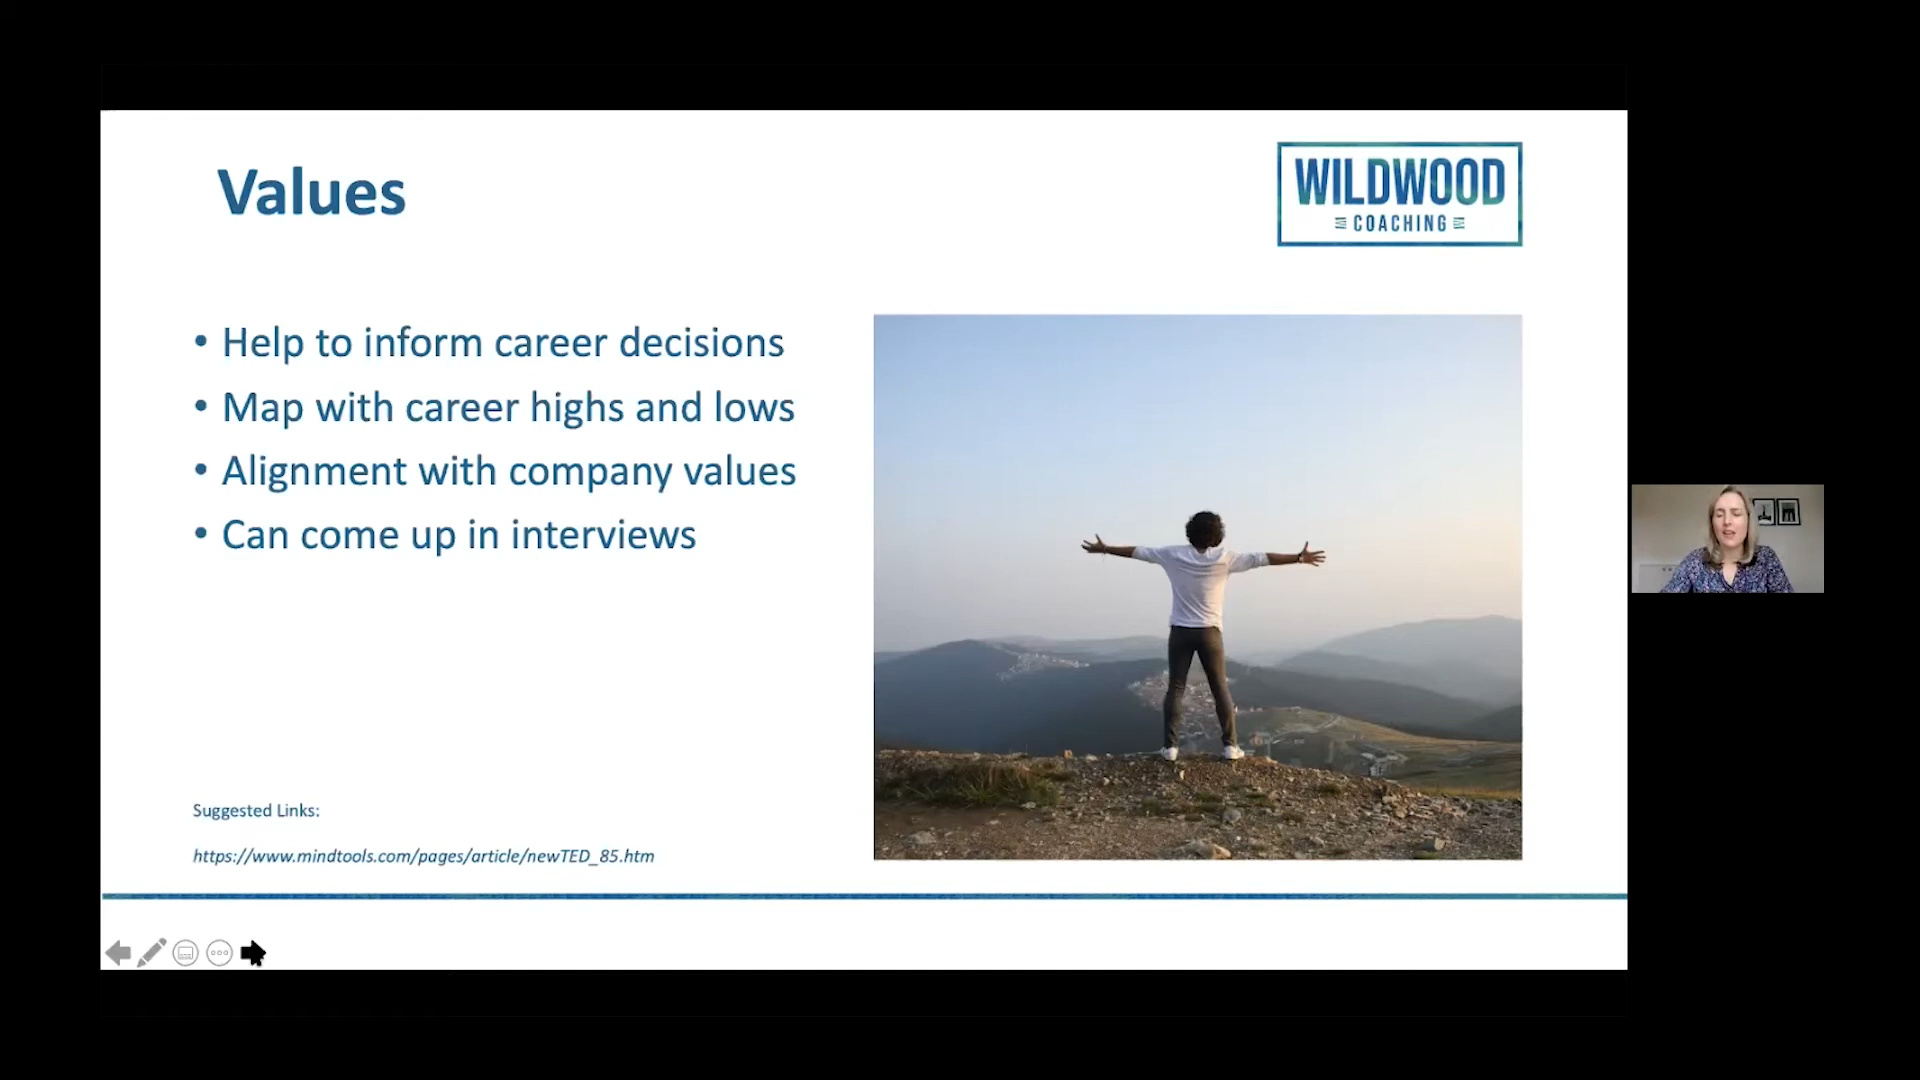 Values
WILDWOOD
COACHING
• Help to inform career decisions
• Map with career highs and lows
• Alignment with company values
• Can come up in interviews
Suggested Links:
https://www.mindtools.com/pages/article/newTED_85.htm